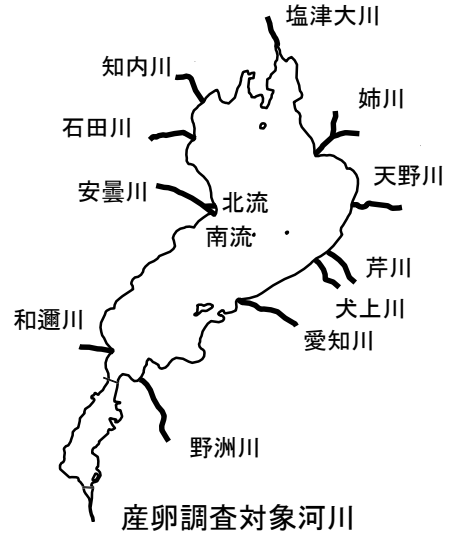 塩津大川
知内川
姉川
石田川
天野川
安曇川
北流
南流
芹川
犬上川
和邇川
愛知川
野洲川
産卵調査対象河川